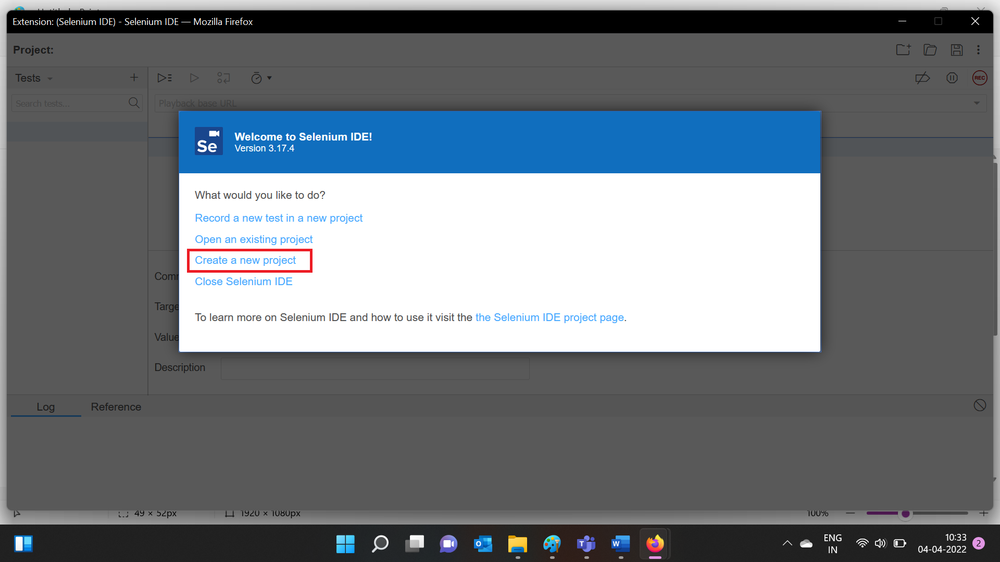 Extension: (Selenium IDE) - Selenium IDE — Mozilla Firefox
Project:
Tests
REC
Search tests...
Playback base URL
Se
Welcome to Selenium IDE!
Version 3.17.4
What would you like to do?
Record a new test in a new project
Open an existing project
Create a new project
Close Selenium IDE
To learn more on Selenium IDE and how to use it visit the the Selenium IDE project page.
Comm
Targe
Value
Description
Log
Reference
49 × 52px
1920 × 1080px
100%
ENG
IN
10:33
04-04-2022
2